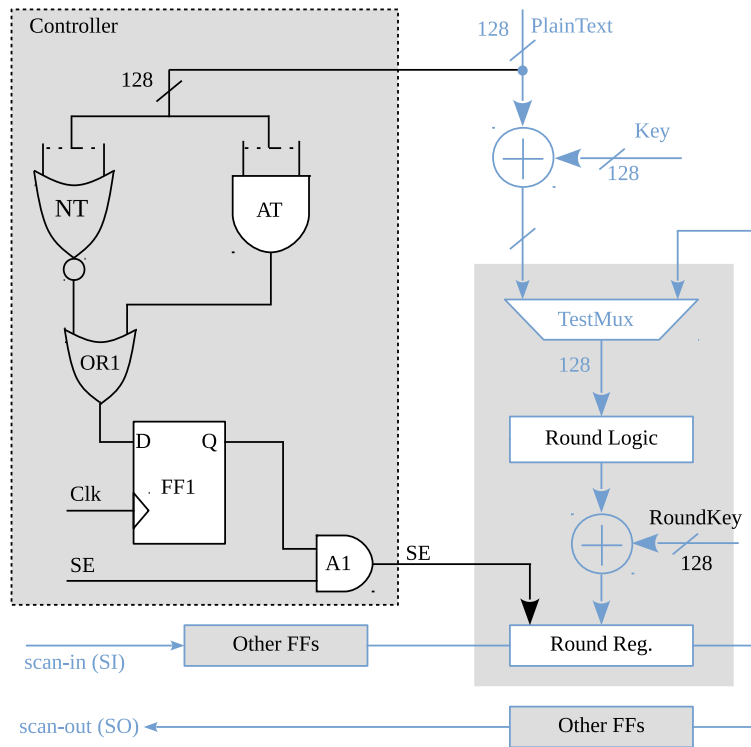 Controller
128
PlainText
128
Key
128
NT
AT
TestMux
OR1
128
D
Q
Round Logic
FF1
Clk
RoundKey
128
SE
A1
SE
Other FFs
Round Reg.
scan-in (SI)
scan-out (SO)
Other FFs